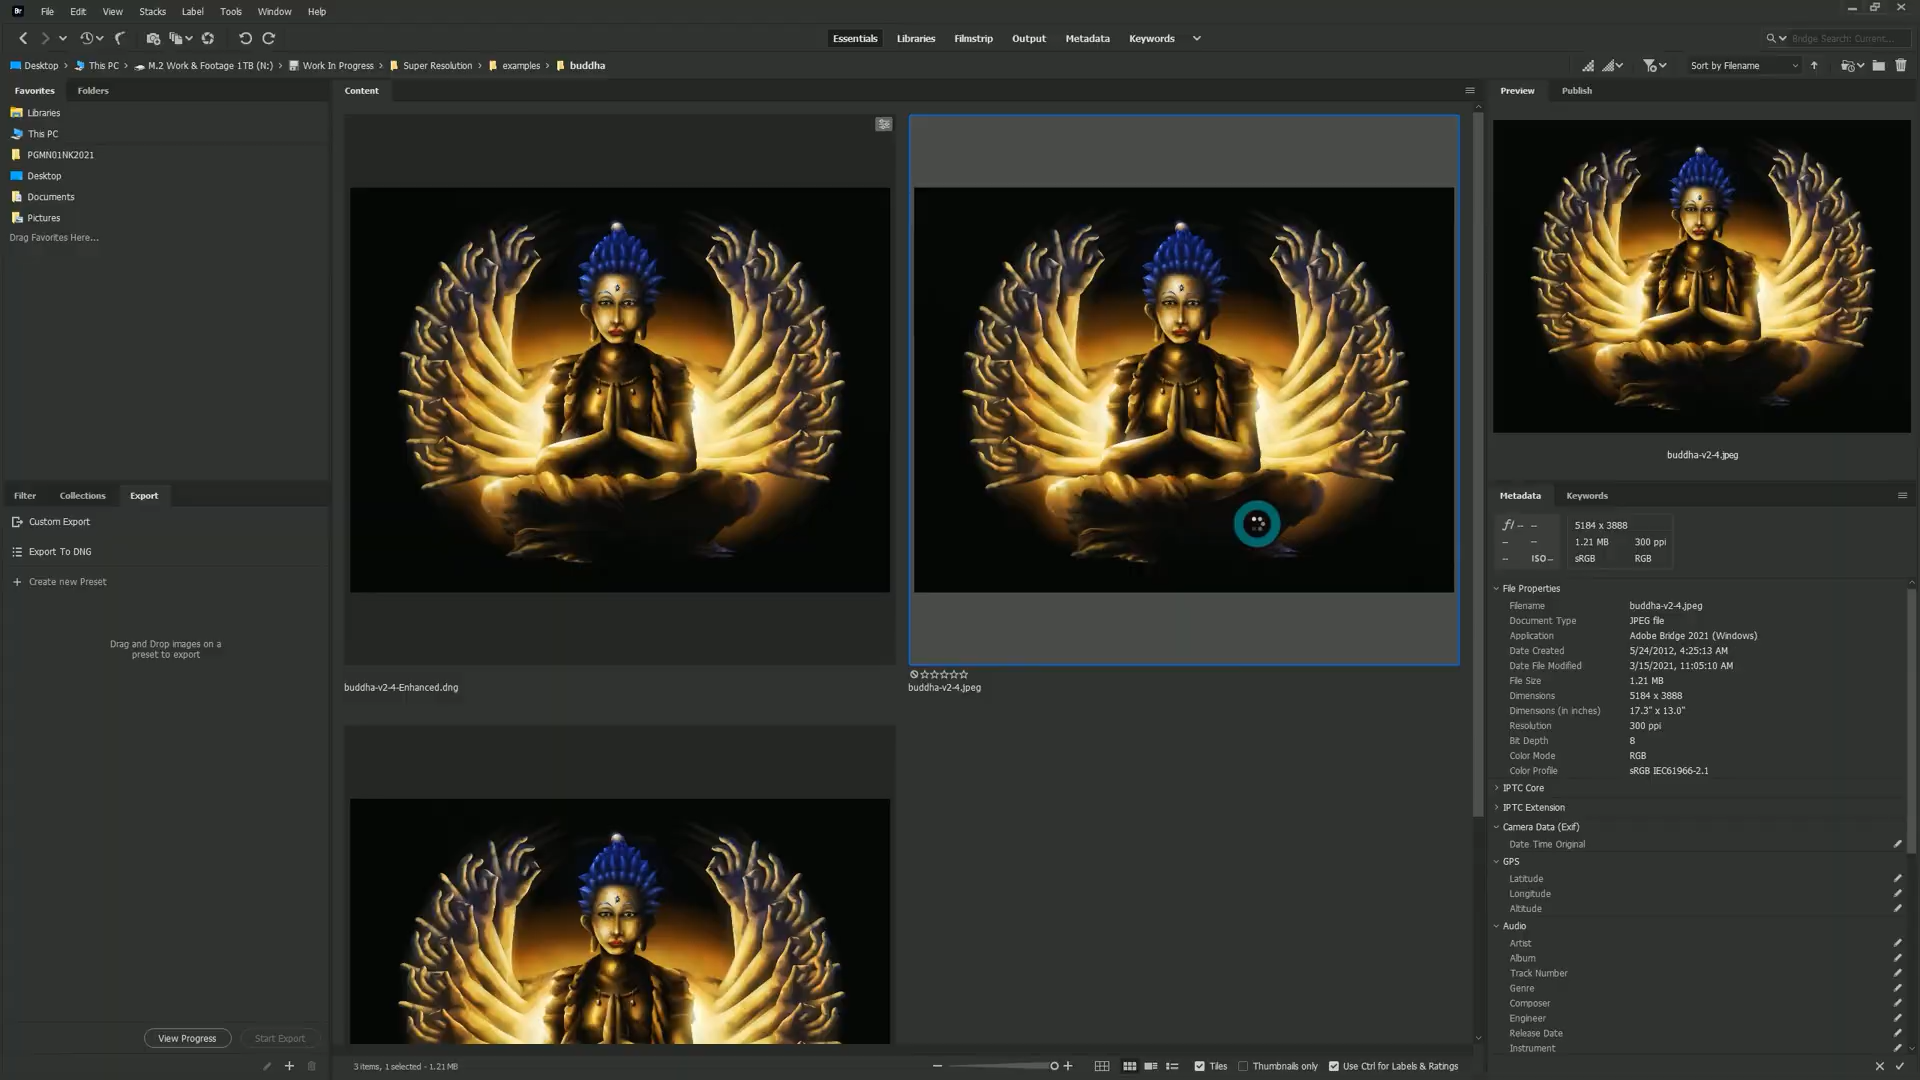 Br File Edit View Stacks Label Tools Window Help
Essentials Libraries Filmstrip Output Metadata Keywords
Bridge Search: Current...
Desktop This PC M.2 Work & Footage 1TB (N:) Work In Progress Super Resolution examples buddha
Sort by Filename
Favorites Folders
Libraries
This PC
PGMN01NK2021
Desktop
Documents
Pictures
Drag Favorites Here...
Filter Collections Export
Custom Export
Export To DNG
Create new Preset
Drag and Drop images on a
preset to export
View Progress Start Export
Content
buddha-v2-4-Enhanced.dng
buddha-v2-4.jpeg
3 items, 1 selected - 1.21 MB
Tiles Thumbnails only Use Ctrl for Labels & Ratings
Preview Publish
buddha-v2-4.jpeg
Metadata Keywords
f/ -- --
-- --
-- ISO--
5184 x 3888
1.21 MB 300 ppi
sRGB RGB
File Properties
Filename buddha-v2-4.jpeg
Document Type JPEG file
Application Adobe Bridge 2021 (Windows)
Date Created 5/24/2012, 4:25:13 AM
Date File Modified 3/15/2021, 11:05:10 AM
File Size 1.21 MB
Dimensions 5184 x 3888
Dimensions (in inches) 17.3" x 13.0"
Resolution 300 ppi
Bit Depth 8
Color Mode RGB
Color Profile sRGB IEC61966-2.1
IPTC Core
IPTC Extension
Camera Data (Exif)
Date Time Original
GPS
Latitude
Longitude
Altitude
Audio
Artist
Album
Track Number
Genre
Composer
Engineer
Release Date
Instrument